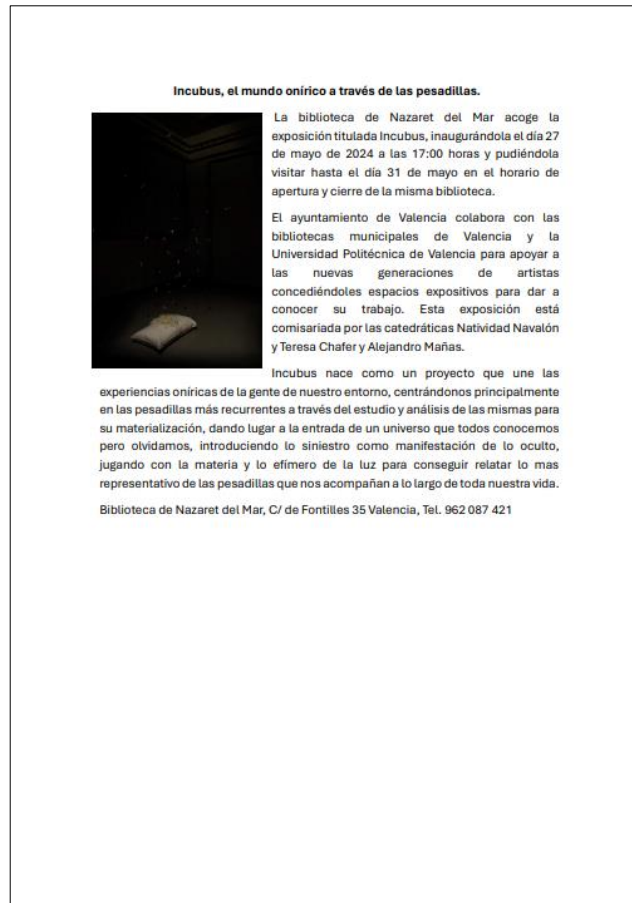 Incubus, el mundo onírico a través de las pesadillas.
La biblioteca de Nazaret del Mar acoge la
exposición titulada Incubus, inaugurándola el día 27
de mayo de 2024 a las 17:00 horas y pudiéndola
visitar hasta el día 31 de mayo en el horario de
apertura y cierre de la misma biblioteca.
El ayuntamiento de Valencia colabora con las
bibliotecas municipales de Valencia y la
Universidad Politécnica de Valencia para apoyar a
las nuevas generaciones de artistas
concediéndoles espacios expositivos para dar a
conocer su trabajo. Esta exposición está
comisariada por las catedráticas Natividad Navalón
y Teresa Chafer y Alejandro Mañas.
Incubus nace como un proyecto que une las
experiencias oníricas de la gente de nuestro entorno, centrándonos principalmente
en las pesadillas más recurrentes a través del estudio y análisis de las mismas para
su materialización, dando lugar a la entrada de un universo que todos conocemos
pero olvidamos, introduciendo lo siniestro como manifestación de lo oculto,
jugando con la materia y lo efímero de la luz para conseguir relatar lo mas
representativo de las pesadillas que nos acompañan a lo largo de toda nuestra vida.
Biblioteca de Nazaret del Mar, C/ de Fontilles 35 Valencia, Tel. 962 087 421